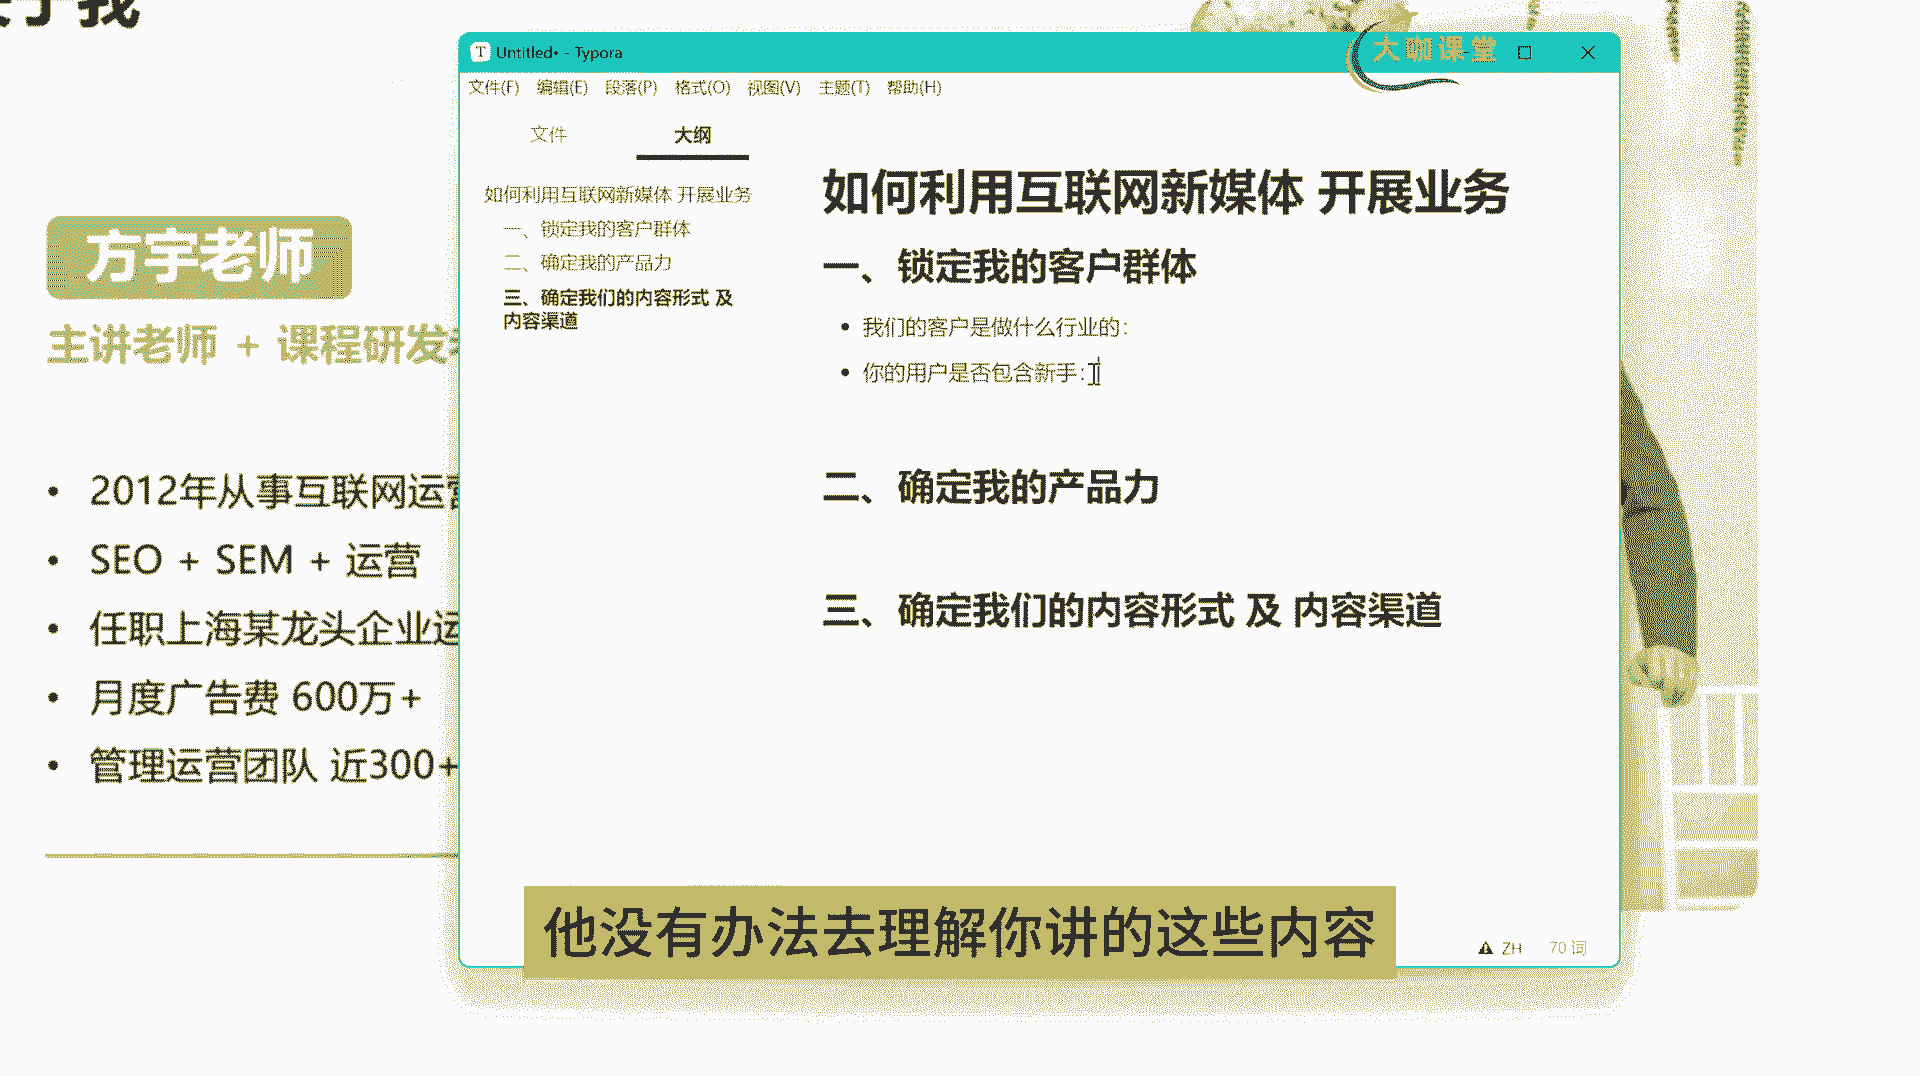 关于我
方宇老师
主讲老师 + 课程研发
2012年从事互联网运营
SEO + SEM + 运营
任职上海某龙头企业运
月度广告费 600万+
管理运营团队 近300+
Untitled• - Typora
大咖课堂
文件(F) 编辑(E) 段落(P) 格式(O) 视图(V) 主题(T) 帮助(H)
文件 大纲
如何利用互联网新媒体 开展业务
一、锁定我的客户群体
二、确定我的产品力
三、确定我们的内容形式 及
内容渠道
如何利用互联网新媒体 开展业务
一、锁定我的客户群体
我们的客户是做什么行业的：
你的用户是否包含新手：
二、确定我的产品力
三、确定我们的内容形式 及 内容渠道
ZH 70 词
他没有办法去理解你讲的这些内容